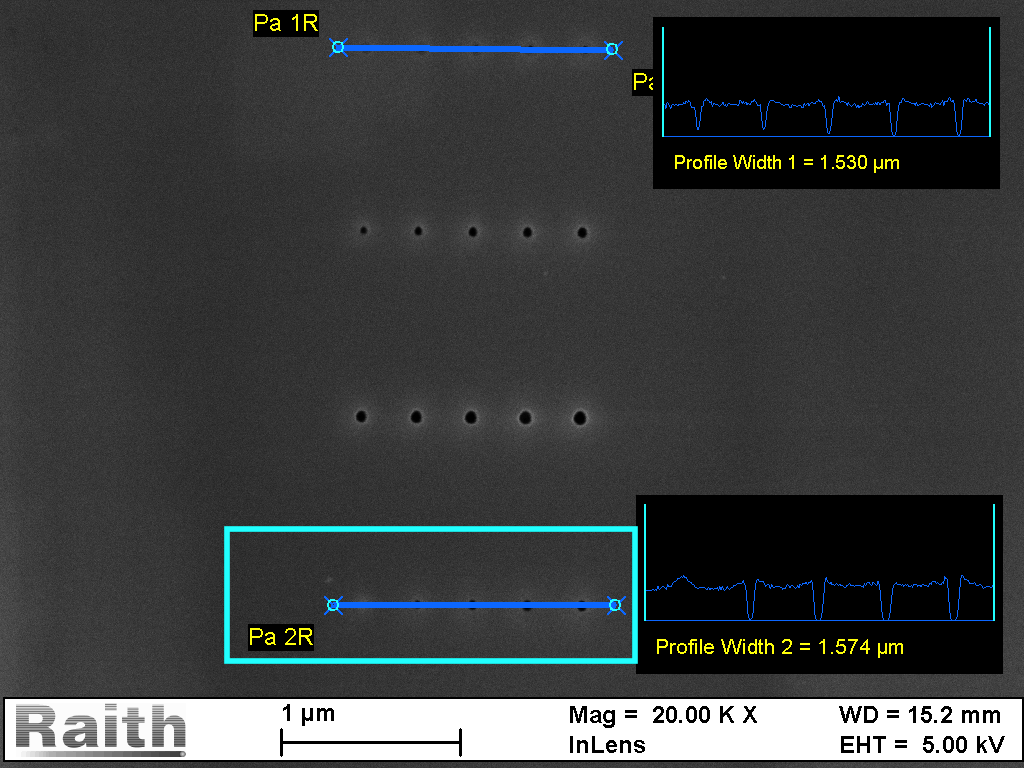 Pa 1R
Pa
Profile Width 1 = 1.530 µm
Pa 2R
Profile Width 2 = 1.574 µm
Raith
1 µm
Mag = 20.00 K X
WD = 15.2 mm
InLens
EHT = 5.00 kV